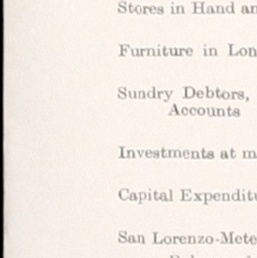 Stores in Hand an
Furniture in Lon
Sundry Debtors,
Accounts
Investments at m
Capital Expenditu
San Lorenzo-Mete